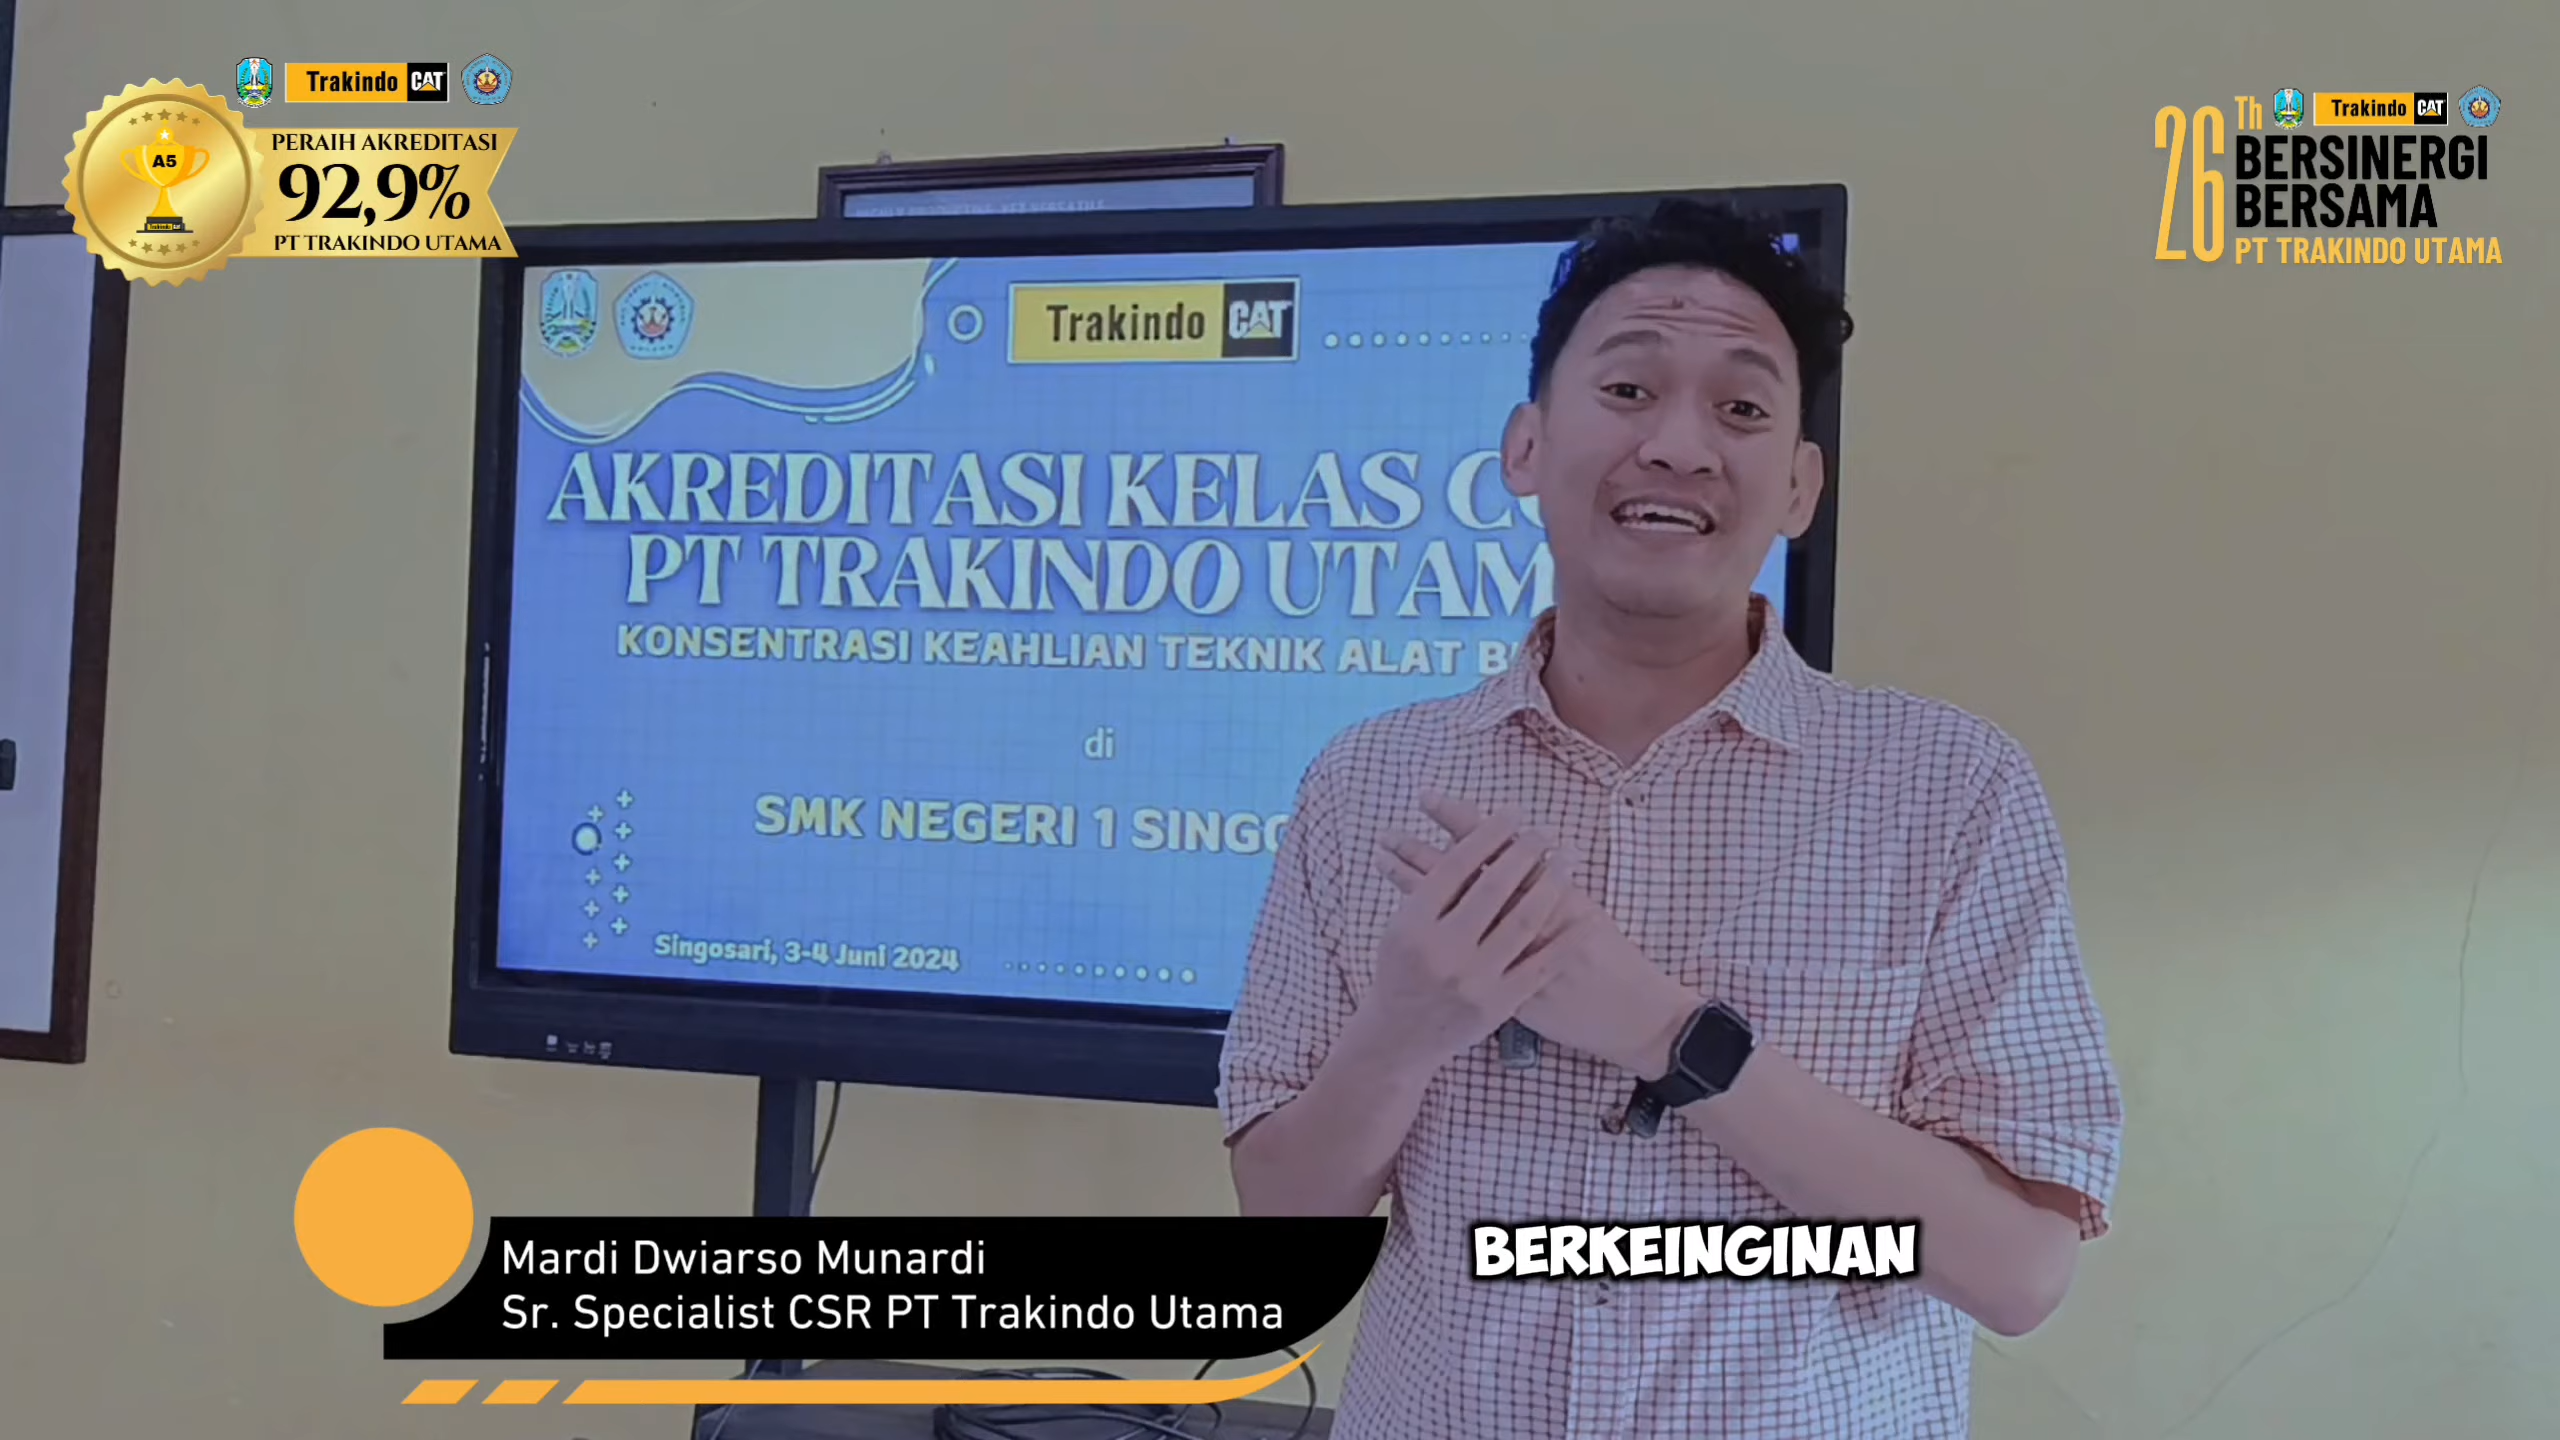 Trakindo CAT
A5
PERAIH AKREDITASI
92,9%
PT TRAKINDO UTAMA
26 Th
Trakindo CAT
BERSINERGI
BERSAMA
PT TRAKINDO UTAMA
Trakindo CAT
AKREDITASI KELAS
PT TRAKINDO UTAM
KONSENTRASI KEAHLIAN TEKNIK ALAT B
di
SMK NEGERI 1 SINGO
Singosari, 3-4 Juni 2024
Mardi Dwiarso Munardi
Sr. Specialist CSR PT Trakindo Utama
BERKEINGINAN